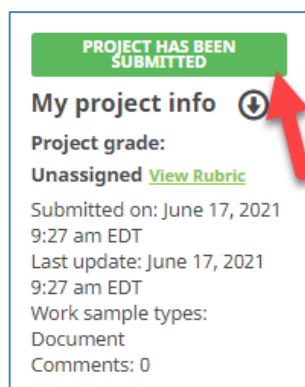 PROJECT HAS BEEN
SUBMITTED
My project info
Project grade:
Unassigned View Rubric
Submitted on: June 17, 2021
9:27 am EDT
Last update: June 17, 2021
9:27 am EDT
Work sample types:
Document
Comments: 0